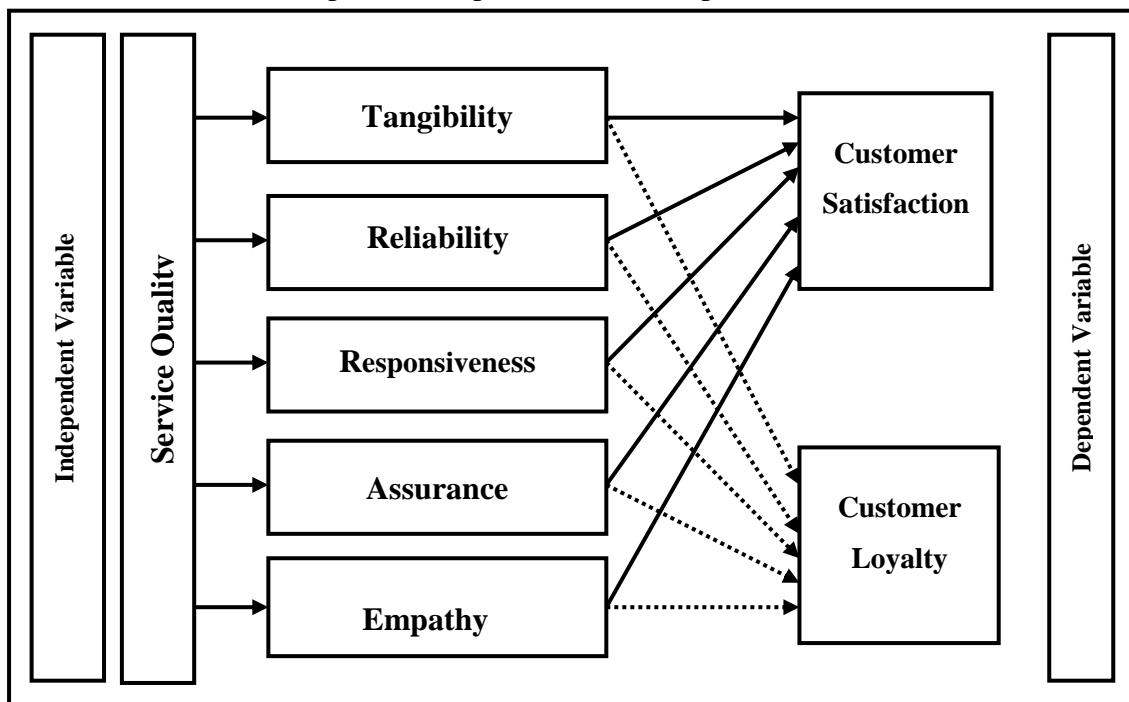 Independent Variable
Service Quality
Tangibility
Reliability
Responsiveness
Assurance
Empathy
Customer
Satisfaction
Customer
Loyalty
Dependent Variable